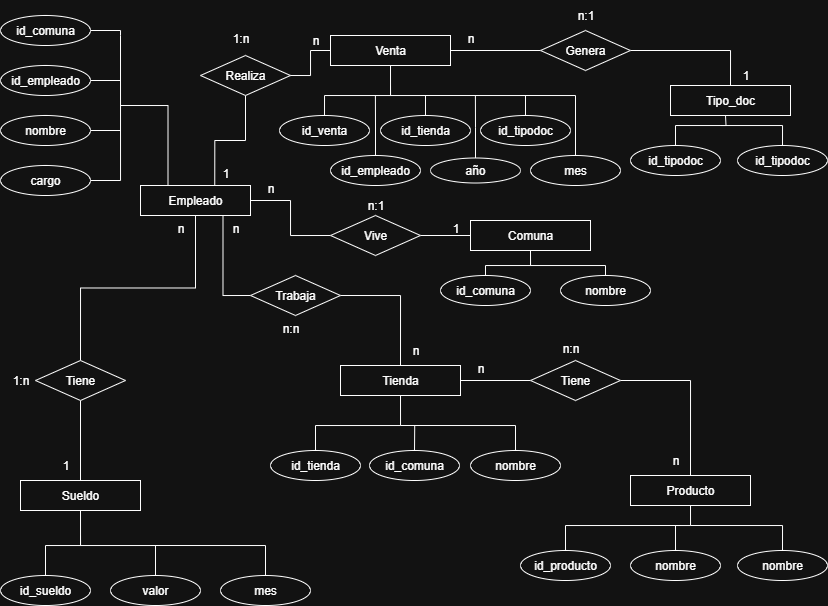 n:1
id_comuna
1:n
n
Venta
n
Genera
Realiza
1
id_empleado
Tipo_doc
nombre
id_venta
id_tienda
id_tipodoc
id_tipodoc
id_tipodoc
cargo
1
id_empleado
año
mes
Empleado
n
n:1
n
n
Vive
1
Comuna
id_comuna
nombre
Trabaja
n:n
n
n:n
1:n
Tiene
Tienda
n
Tiene
1
id_tienda
id_comuna
nombre
n
Sueldo
Producto
id_producto
nombre
nombre
id_sueldo
valor
mes